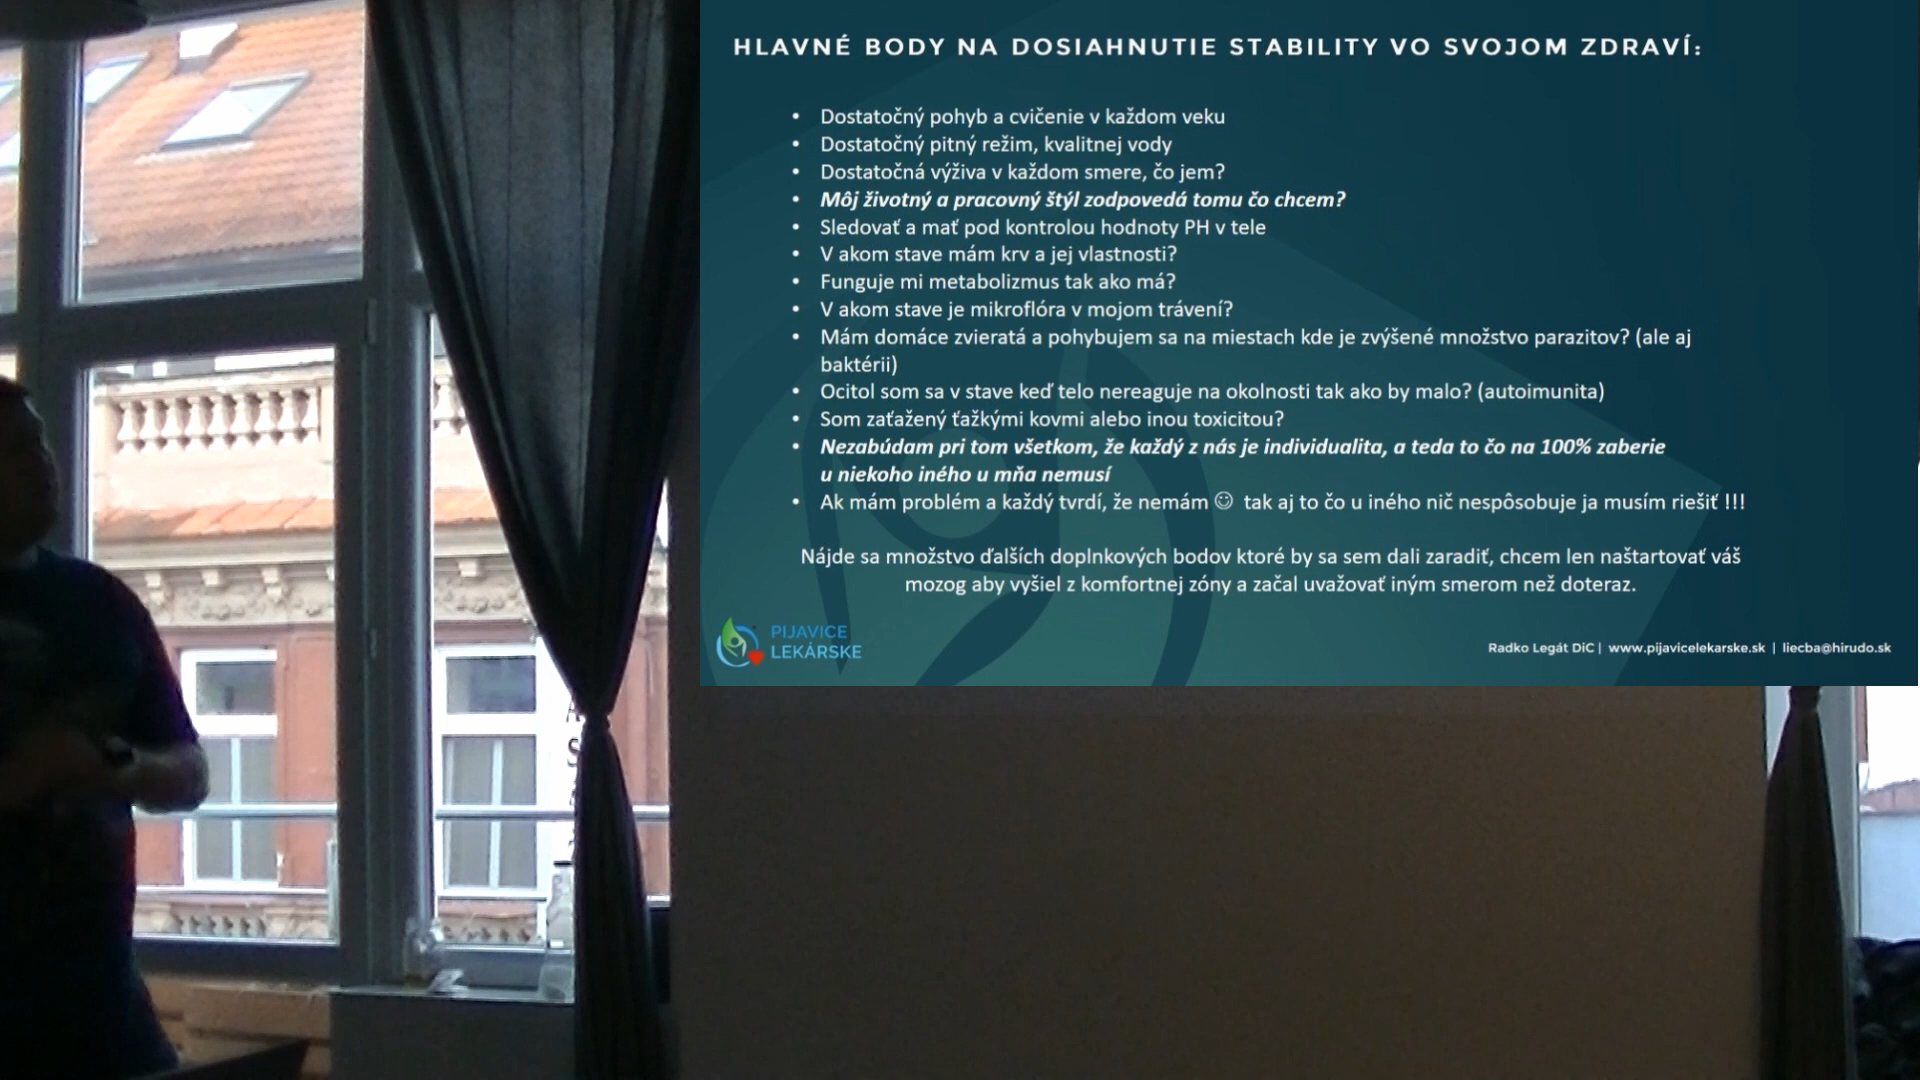 HLAVNÉ BODY NA DOSIAHNUTIE STABILITY VO SVOJOM ZDRAVÍ:
• Dostatočný pohyb a cvičenie v každom veku
• Dostatočný pitný režim, kvalitnej vody
• Dostatočná výživa v každom smere, čo jem?
• Môj životný a pracovný štýl zodpovedá tomu čo chcem?
• Sledovať a mať pod kontrolou hodnoty PH v tele
• V akom stave mám krv a jej vlastnosti?
• Funguje mi metabolizmus tak ako má?
• V akom stave je mikroflóra v mojom trávení?
• Mám domáce zvieratá a pohybujem sa na miestach kde je zvýšené množstvo parazitov? (ale aj
baktérii)
• Ocitol som sa v stave keď telo nereaguje na okolnosti tak ako by malo? (autoimunita)
• Som zaťažený ťažkými kovmi alebo inou toxicitou?
• Nezabúdam pri tom všetkom, že každý z nás je individualita, a teda to čo na 100% zaberie
u niekoho iného u mňa nemusí
• Ak mám problém a každý tvrdí, že nemám ☺ tak aj to čo u iného nič nespôsobuje ja musím riešiť !!!
Nájde sa množstvo ďalších doplnkových bodov ktoré by sa sem dali zaradiť, chcem len naštartovať váš
mozog aby vyšiel z komfortnej zóny a začal uvažovať iným smerom než doteraz.
PIJAVICE
LEKÁRSKE
Radko Legát DiC | www.pijavicelekarske.sk | liecba@hirudo.sk